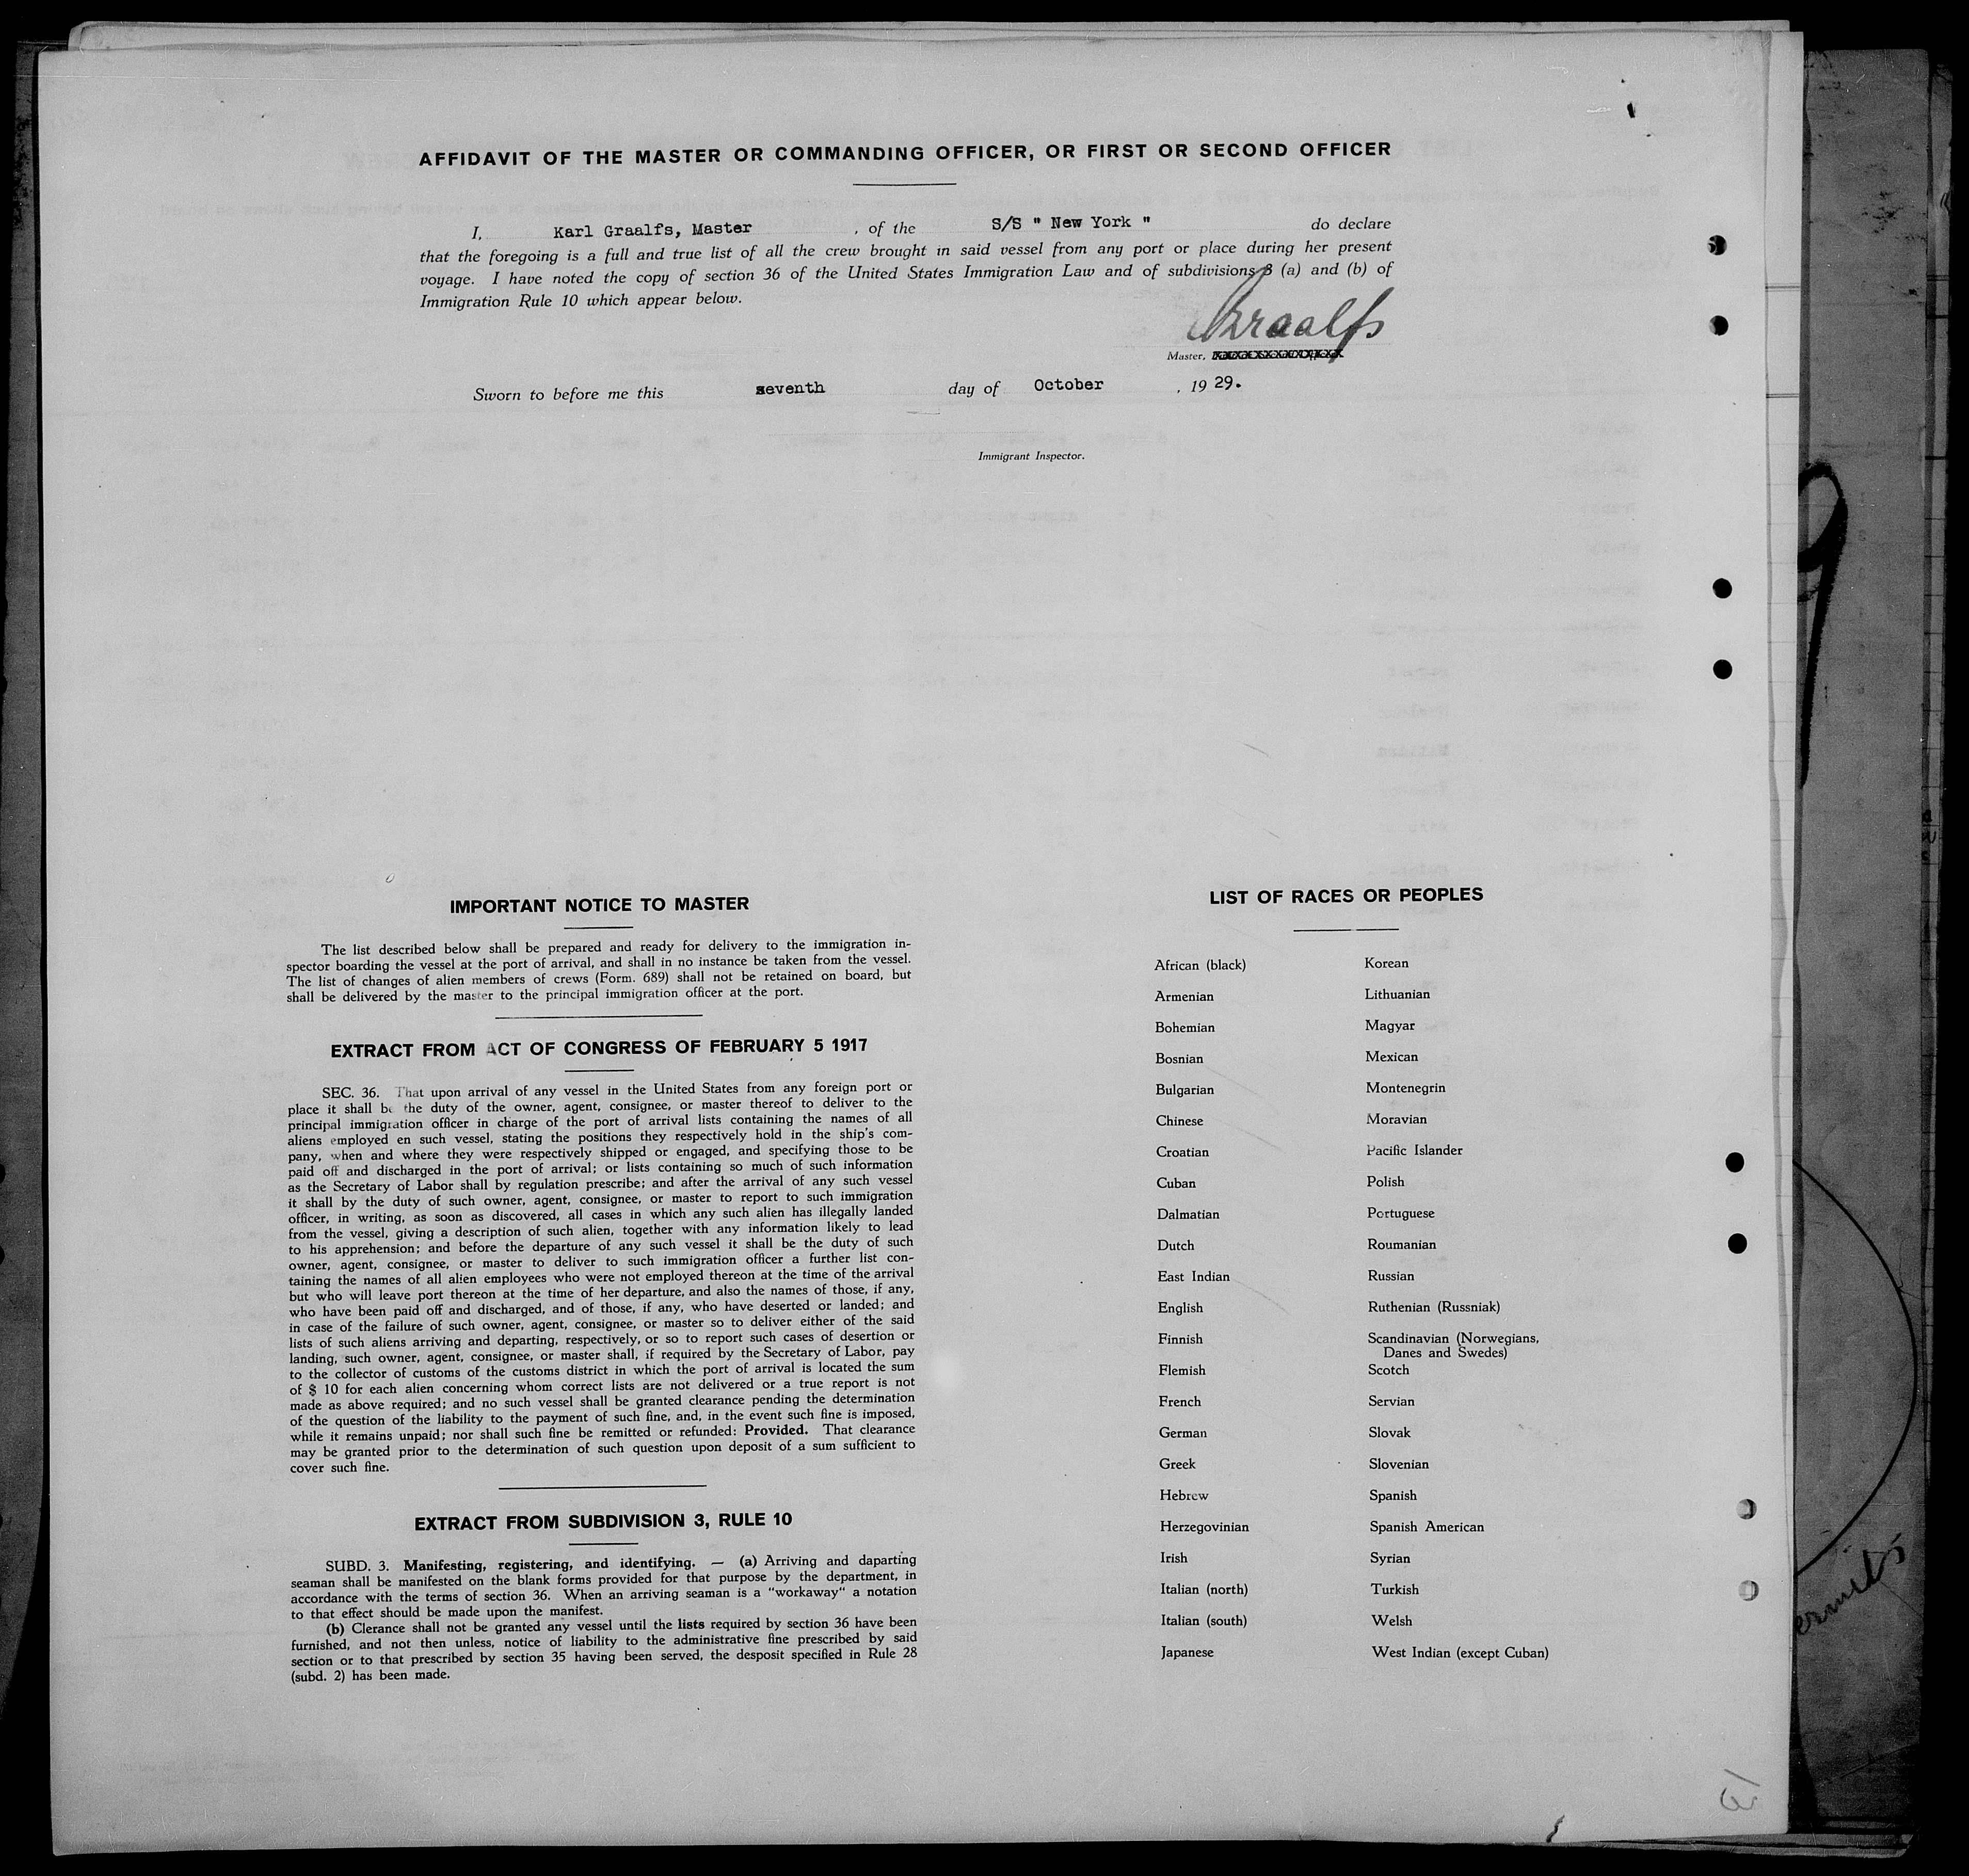 AFFIDAVIT OF THE MASTER OR COMMANDING OFFICER, OR FIRST OR SECOND OFFICER
I, Karl Graalfs, Master , of the S/S " New York " do declare
that the foregoing is a full and true list of all the crew brought in said vessel from any port or place during her present
voyage. I have noted the copy of section 36 of the United States Immigration Law and of subdivisions 3 (a) and (b) of
Immigration Rule 10 which appear below.
Graalfs
Master,
Sworn to before me this seventh day of October , 19 29.
Immigrant Inspector.
IMPORTANT NOTICE TO MASTER
The list described below shall be prepared and ready for delivery to the immigration in-
spector boarding the vessel at the port of arrival, and shall in no instance be taken from the vessel.
The list of changes of alien members of crews (Form. 689) shall not be retained on board, but
shall be delivered by the master to the principal immigration officer at the port.
EXTRACT FROM ACT OF CONGRESS OF FEBRUARY 5 1917
SEC. 36. That upon arrival of any vessel in the United States from any foreign port or
place it shall be the duty of the owner, agent, consignee, or master thereof to deliver to the
principal immigration officer in charge of the port of arrival lists containing the names of all
aliens employed en such vessel, stating the positions they respectively hold in the ship's com-
pany, when and where they were respectively shipped or engaged, and specifying those to be
paid off and discharged in the port of arrival; or lists containing so much of such information
as the Secretary of Labor shall by regulation prescribe; and after the arrival of any such vessel
it shall by the duty of such owner, agent, consignee, or master to report to such immigration
officer, in writing, as soon as discovered, all cases in which any such alien has illegally landed
from the vessel, giving a description of such alien, together with any information likely to lead
to his apprehension; and before the departure of any such vessel it shall be the duty of such
owner, agent, consignee, or master to deliver to such immigration officer a further list con-
taining the names of all alien employees who were not employed thereon at the time of the arrival
but who will leave port thereon at the time of her departure, and also the names of those, if any,
who have been paid off and discharged, and of those, if any, who have deserted or landed; and
in case of the failure of such owner, agent, consignee, or master so to deliver either of the said
lists of such aliens arriving and departing, respectively, or so to report such cases of desertion or
landing, such owner, agent, consignee, or master shall, if required by the Secretary of Labor, pay
to the collector of customs of the customs district in which the port of arrival is located the sum
of $ 10 for each alien concerning whom correct lists are not delivered or a true report is not
made as above required; and no such vessel shall be granted clearance pending the determination
of the question of the liability to the payment of such fine, and, in the event such fine is imposed,
while it remains unpaid; nor shall such fine be remitted or refunded: Provided. That clearance
may be granted prior to the determination of such question upon deposit of a sum sufficient to
cover such fine.
EXTRACT FROM SUBDIVISION 3, RULE 10
SUBD. 3. Manifesting, registering, and identifying. — (a) Arriving and daparting
seaman shall be manifested on the blank forms provided for that purpose by the department, in
accordance with the terms of section 36. When an arriving seaman is a "workaway" a notation
to that effect should be made upon the manifest.
(b) Clerance shall not be granted any vessel until the lists required by section 36 have been
furnished, and not then unless, notice of liability to the administrative fine prescribed by said
section or to that prescribed by section 35 having been served, the desposit specified in Rule 28
(subd. 2) has been made.
LIST OF RACES OR PEOPLES
African (black)
Armenian
Bohemian
Bosnian
Bulgarian
Chinese
Croatian
Cuban
Dalmatian
Dutch
East Indian
English
Finnish
Flemish
French
German
Greek
Hebrew
Herzegovinian
Irish
Italian (north)
Italian (south)
Japanese
Korean
Lithuanian
Magyar
Mexican
Montenegrin
Moravian
Pacific Islander
Polish
Portuguese
Roumanian
Russian
Ruthenian (Russniak)
Scandinavian (Norwegians,
Danes and Swedes)
Scotch
Servian
Slovak
Slovenian
Spanish
Spanish American
Syrian
Turkish
Welsh
West Indian (except Cuban)
13